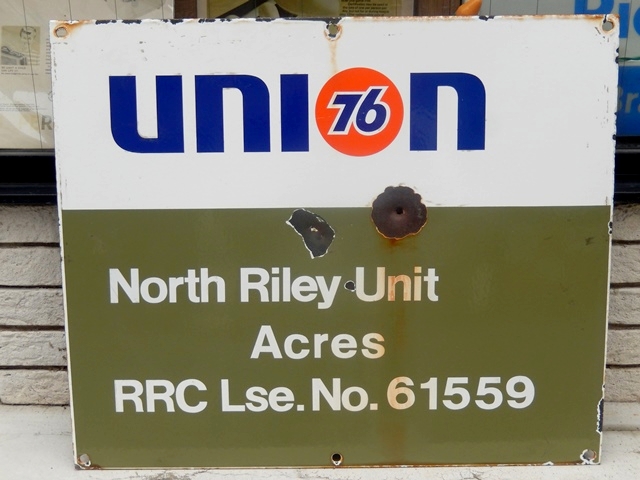 UNION 76
North Riley Unit
Acres
RRC Lse. No. 61559